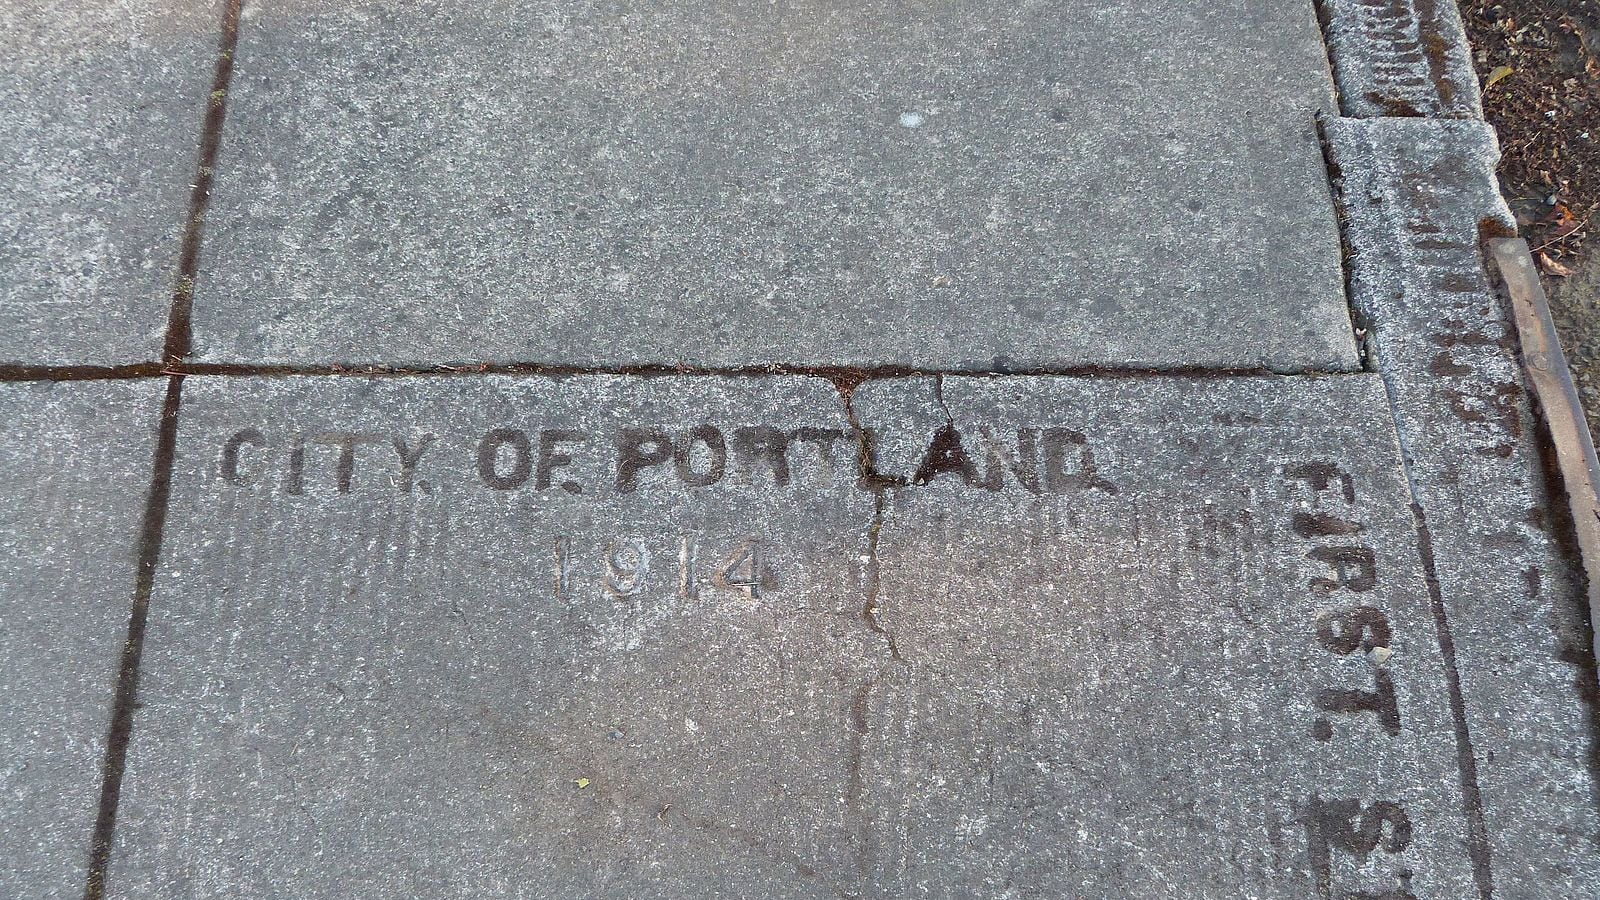 CITY. OF. PORTLAND.
1914
FIRST. ST